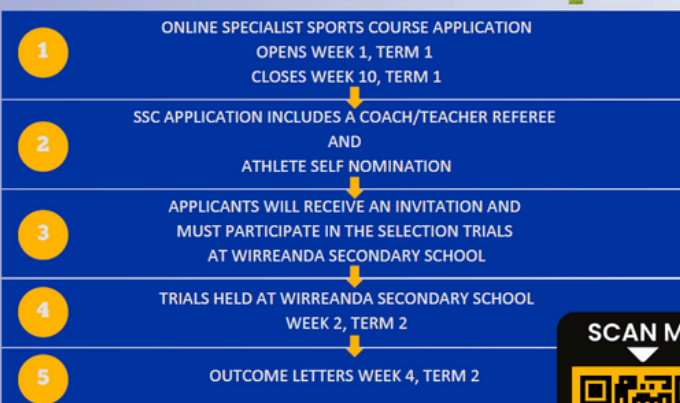 1
ONLINE SPECIALIST SPORTS COURSE APPLICATION
OPENS WEEK 1, TERM 1
CLOSES WEEK 10, TERM 1
2
SSC APPLICATION INCLUDES A COACH/TEACHER REFEREE
AND
ATHLETE SELF NOMINATION
3
APPLICANTS WILL RECEIVE AN INVITATION AND
MUST PARTICIPATE IN THE SELECTION TRIALS
AT WIRREANDA SECONDARY SCHOOL
4
TRIALS HELD AT WIRREANDA SECONDARY SCHOOL
WEEK 2, TERM 2
5
OUTCOME LETTERS WEEK 4, TERM 2
SCAN M